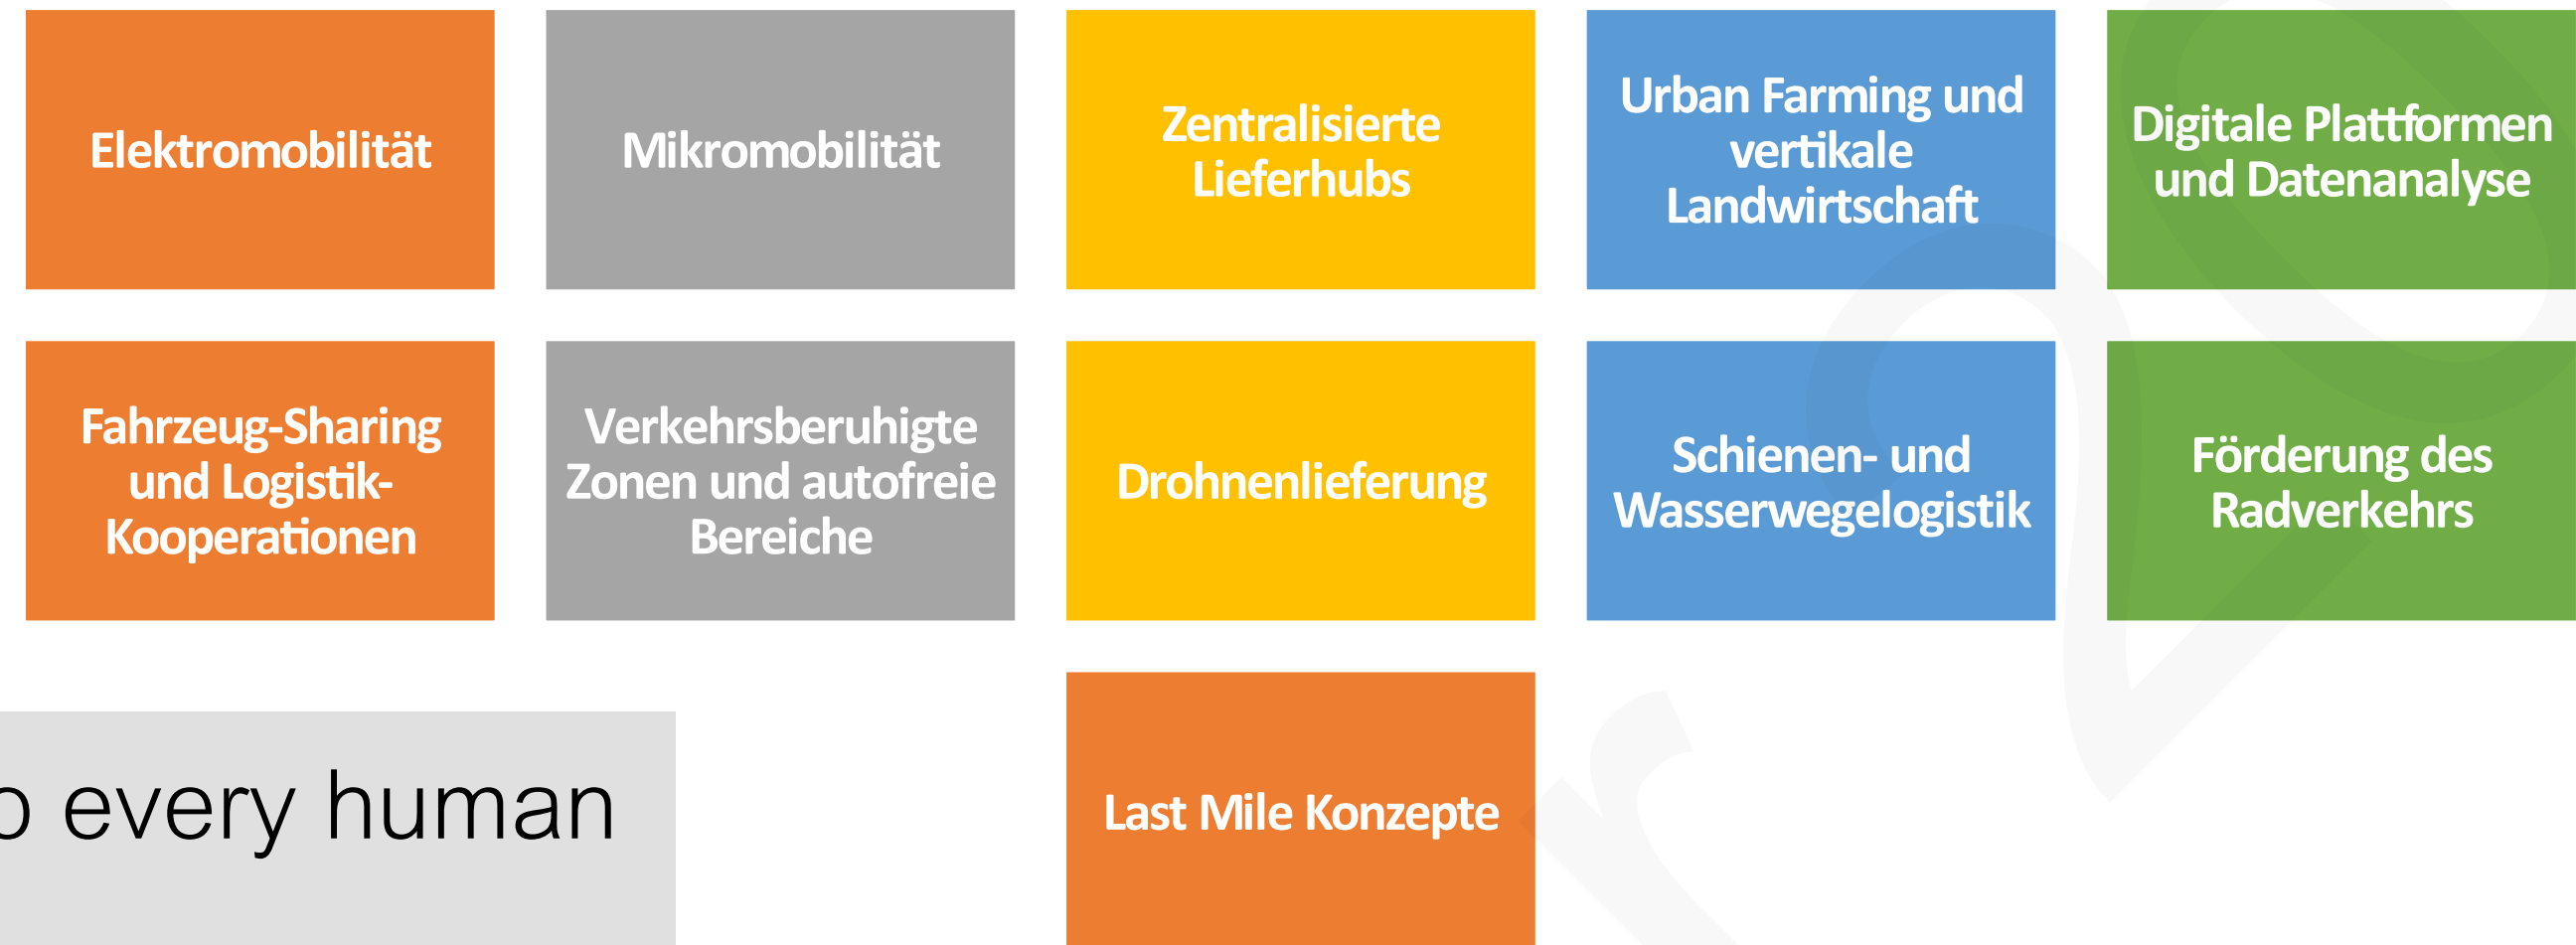 Elektromobilität
Mikromobilität
Zentralisierte
Lieferhubs
Urban Farming und
vertikale
Landwirtschaft
Digitale Plattformen
und Datenanalyse
Fahrzeug-Sharing
und Logistik-
Kooperationen
Verkehrsberuhigte
Zonen und autofreie
Bereiche
Drohnenlieferung
Schienen- und
Wasserwegelogistik
Förderung des
Radverkehrs
Last Mile Konzepte
every human